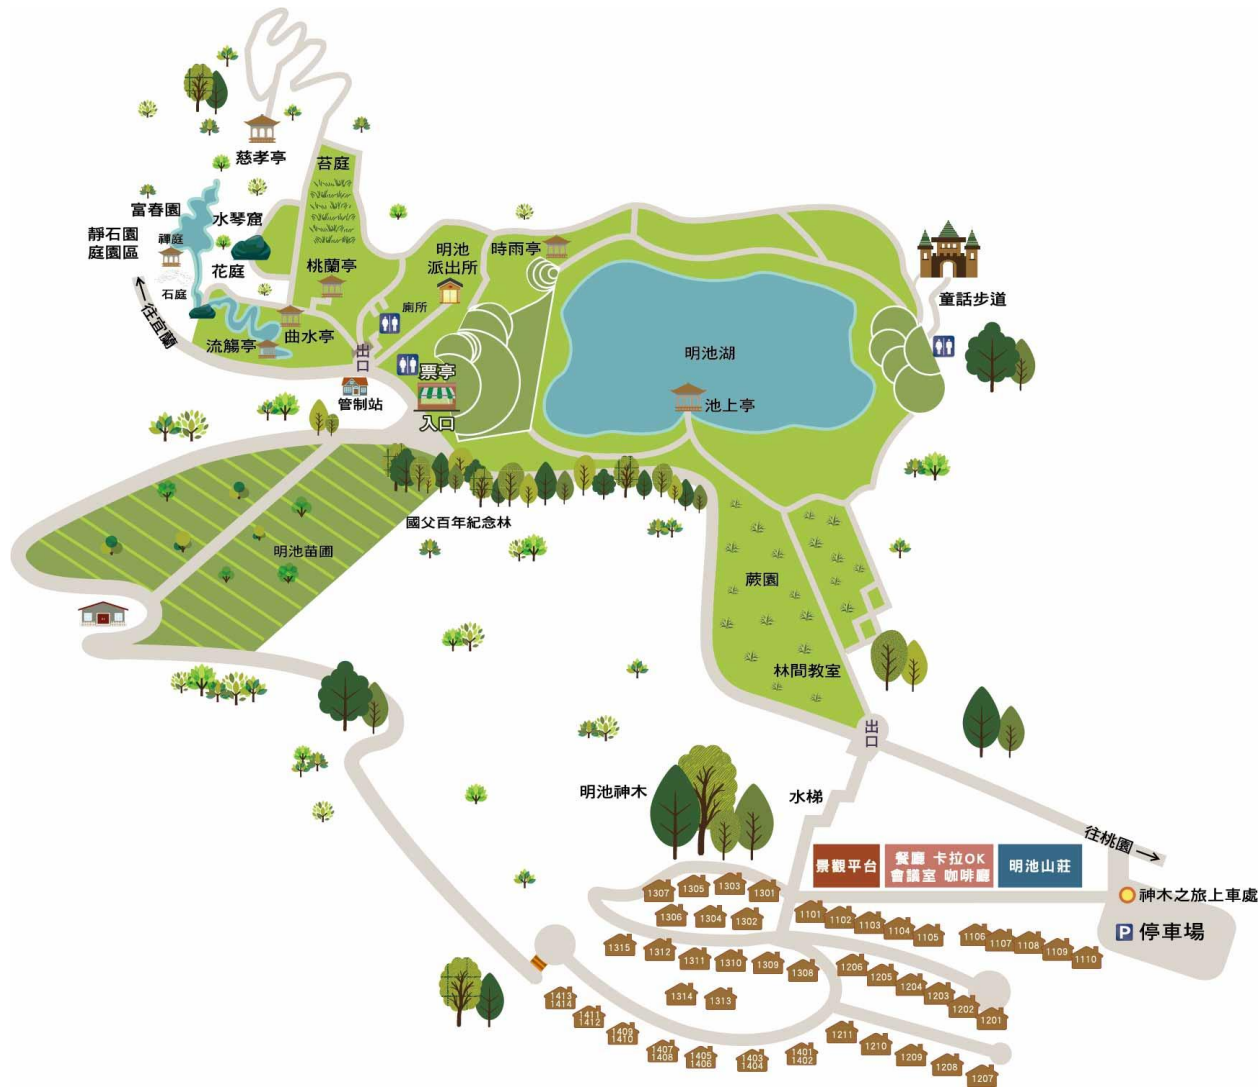 慈孝亭
苔庭
富春園
水琴窟
靜石園
庭園區
禪庭
花庭
石庭
←往宜蘭
桃蘭亭
明池
派出所
時雨亭
廁所
曲水亭
流觴亭
出口
票亭
入口
管制站
明池湖
池上亭
童話步道
國父百年紀念林
明池苗圃
蕨園
林間教室
出口
明池神木
水梯
往桃園→
景觀平台
餐廳 卡拉OK
會議室 咖啡廳
明池山莊
神木之旅上車處
P 停車場
1307
1305
1303
1301
1306
1304
1302
1101
1102
1103
1104
1105
1106
1107
1108
1109
1110
1315
1312
1311
1310
1309
1308
1206
1205
1204
1203
1202
1201
1314
1313
1413
1414
1411
1412
1409
1410
1407
1408
1405
1406
1403
1404
1401
1402
1211
1210
1209
1208
1207